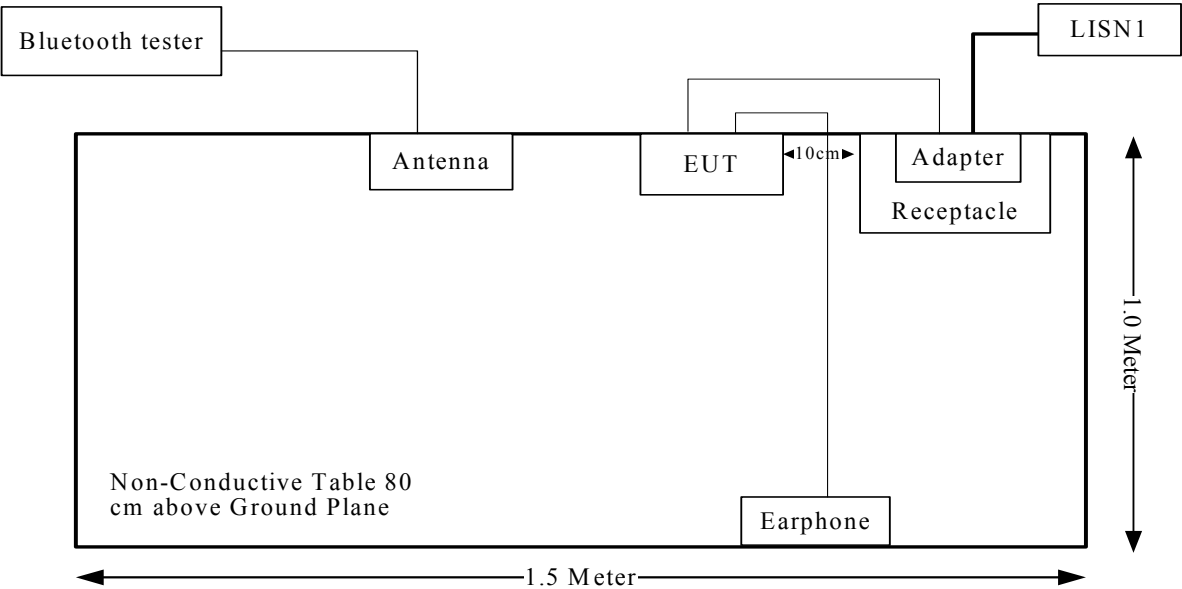 Bluetooth tester
LISN1
Antenna
EUT
10cm
Adapter
Receptacle
1.0 Meter
Non-Conductive Table 80
cm above Ground Plane
Earphone
1.5 Meter